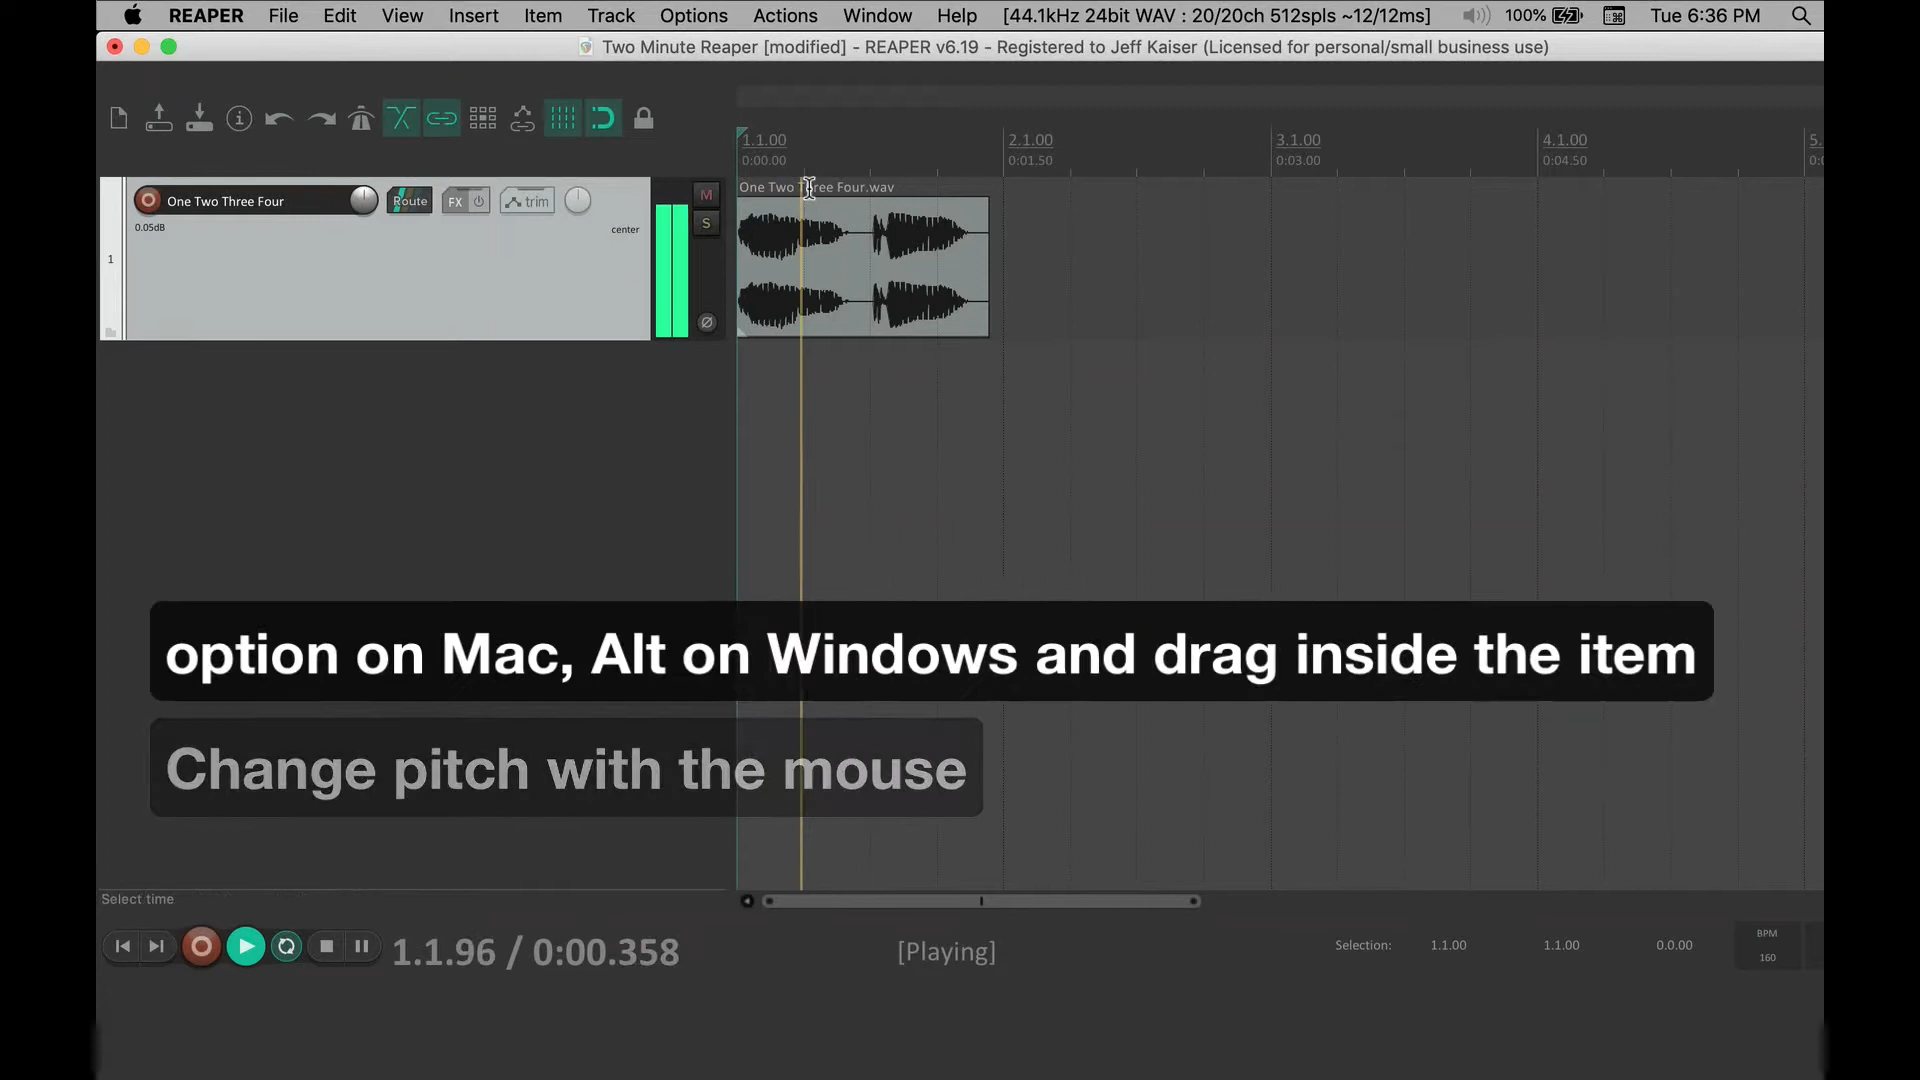 REAPER File Edit View Insert Item Track Options Actions Window Help [44.1kHz 24bit WAV : 20/20ch 512spls ~12/12ms] 100% Tue 6:36 PM
Two Minute Reaper [modified] - REAPER v6.19 - Registered to Jeff Kaiser (Licensed for personal/small business use)
1.1.00 2.1.00 3.1.00 4.1.00 5.
0:00.00 0:01.50 0:03.00 0:04.50
One Two Three Four.wav
One Two Three Four Route FX trim M
0.05dB center S
1
option on Mac, Alt on Windows and drag inside the item
Change pitch with the mouse
Select time
1.1.96 / 0:00.358 [Playing] Selection: 1.1.00 1.1.00 0.0.00
BPM
160